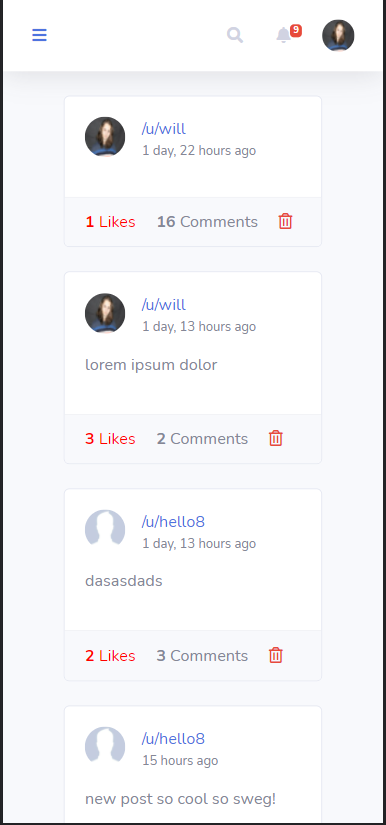 9
/u/will
1 day, 22 hours ago
1 Likes 16 Comments
/u/will
1 day, 13 hours ago
lorem ipsum dolor
3 Likes 2 Comments
/u/hello8
1 day, 13 hours ago
dasasdads
2 Likes 3 Comments
/u/hello8
15 hours ago
new post so cool so sweg!